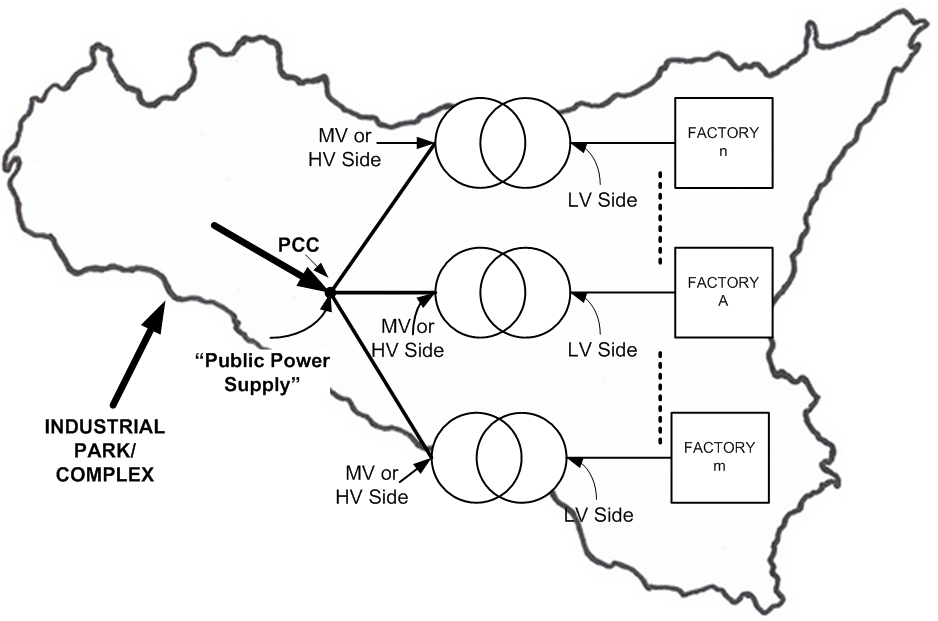 MV or
HV Side
FACTORY
n
LV Side
PCC
FACTORY
A
MV or
HV Side
LV Side
“Public Power
Supply”
INDUSTRIAL
PARK/
COMPLEX
FACTORY
m
MV or
HV Side
LV Side